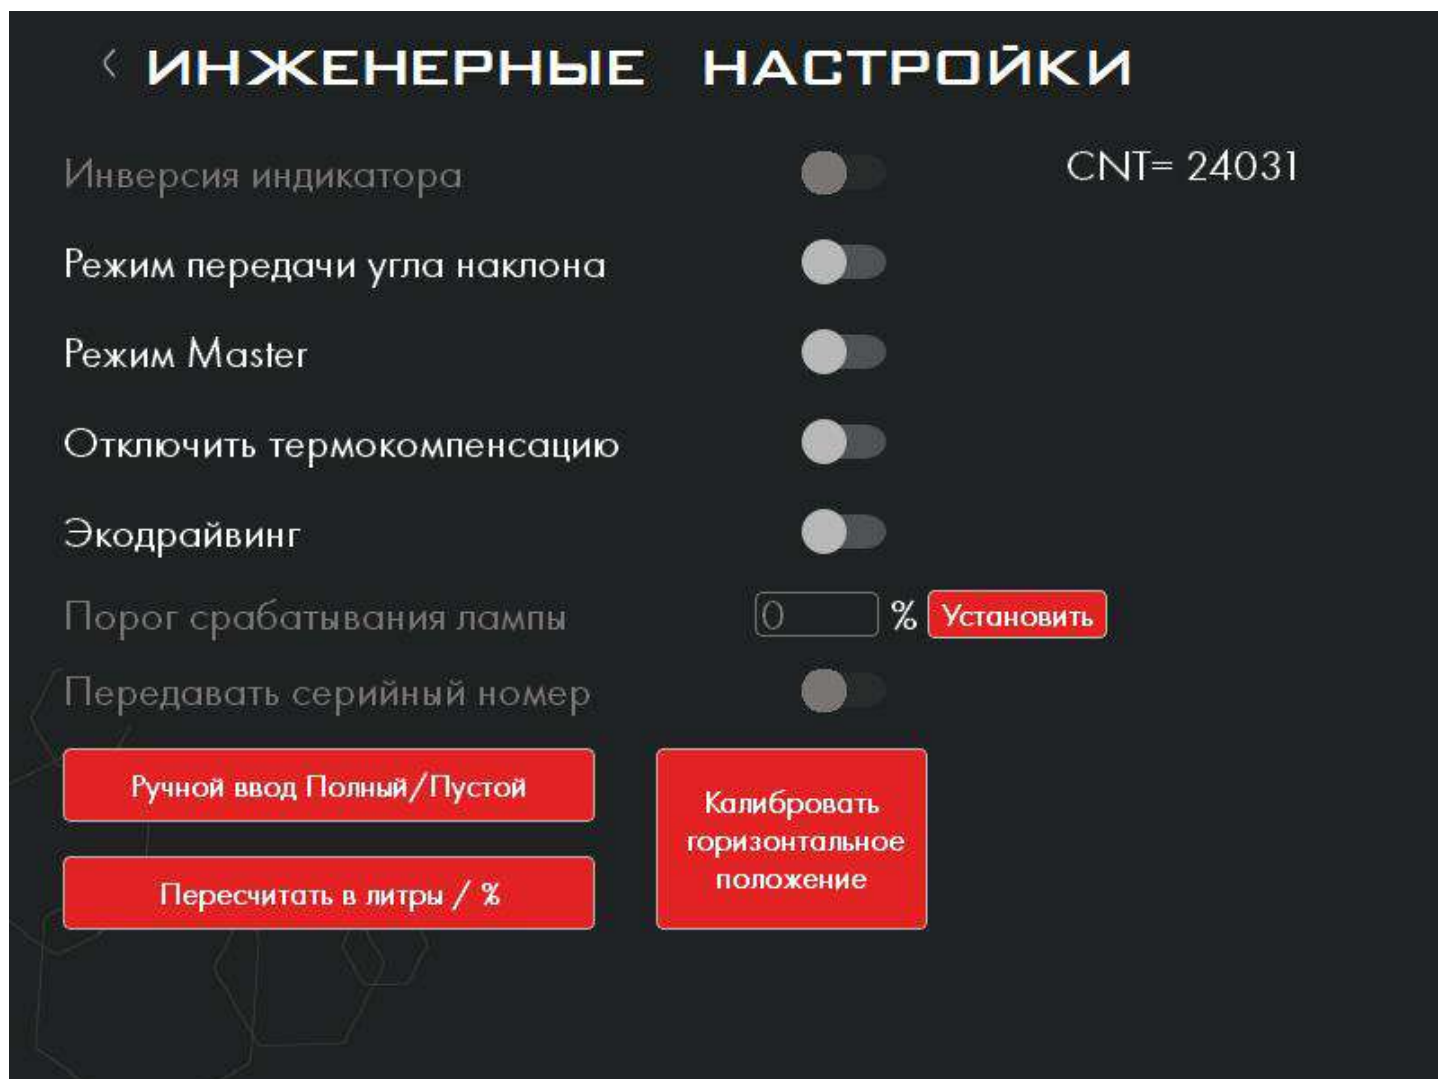 ИНЖЕНЕРНЫЕ НАСТРОЙКИ
Инверсия индикатора
CNT= 24031
Режим передачи угла наклона
Режим Master
Отключить термокомпенсацию
Экодрайвинг
Порог срабатывания лампы 0 % Установить
Передавать серийный номер
Ручной ввод Полный/Пустой
Калибровать
горизонтальное
положение
Пересчитать в литры / %